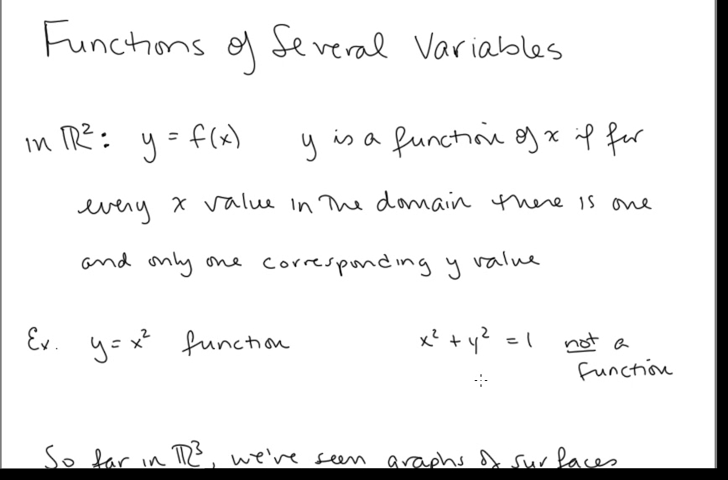 Functions of Several Variables
in ℝ²: y = f(x) y is a function of x if for
every x value in the domain there is one
and only one corresponding y value
Ex. y = x² function x² + y² = 1 not a
function
So far in ℝ³, we've seen graphs of surfaces